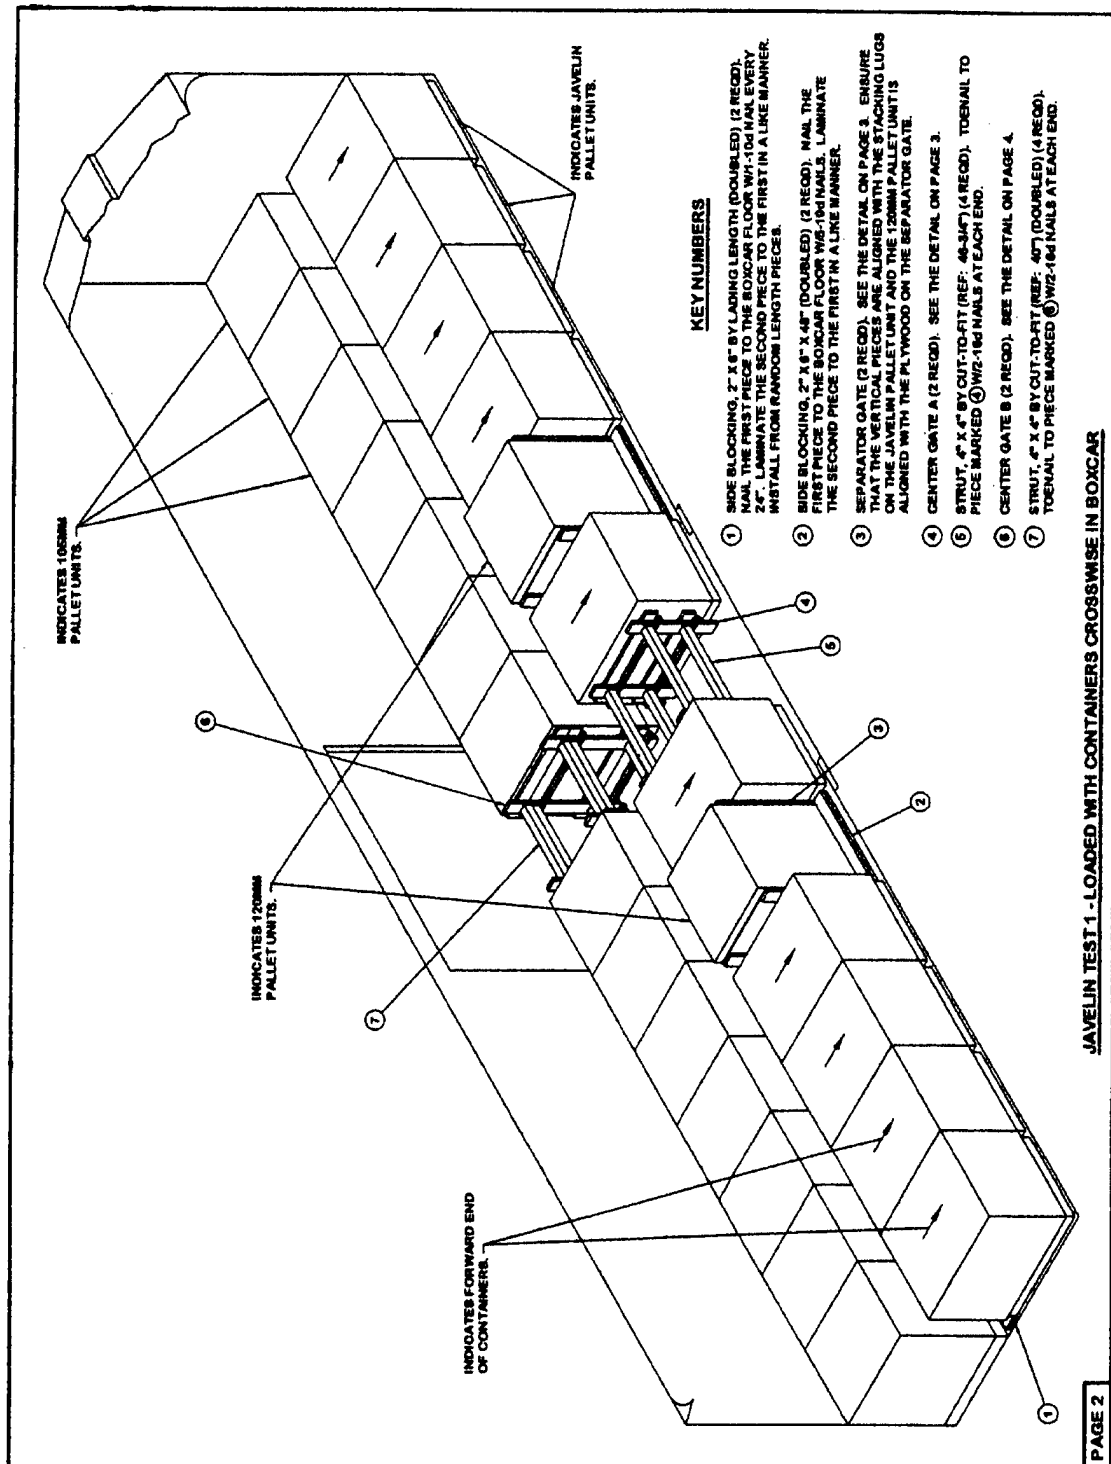 INDICATES 105MM
PALLET UNITS.
INDICATES 120MM
PALLET UNITS.
INDICATES FORWARD END
OF CONTAINERS.
INDICATES JAVELIN
PALLET UNITS.
6
7
4
5
3
2
1
KEY NUMBERS
1 SIDE BLOCKING, 2" X 6" BY LADING LENGTH (DOUBLED) (2 REQD).
NAIL THE FIRST PIECE TO THE BOXCAR FLOOR W/1-10d NAIL EVERY
24". LAMINATE THE SECOND PIECE TO THE FIRST IN A LIKE MANNER.
INSTALL FROM RANDOM LENGTH PIECES.
2 SIDE BLOCKING, 2" X 6" X 48" (DOUBLED) (2 REQD). NAIL THE
FIRST PIECE TO THE BOXCAR FLOOR W/5-10d NAILS. LAMINATE
THE SECOND PIECE TO THE FIRST IN A LIKE MANNER.
3 SEPARATOR GATE (2 REQD). SEE THE DETAIL ON PAGE 3. ENSURE
THAT THE VERTICAL PIECES ARE ALIGNED WITH THE STACKING LUGS
ON THE JAVELIN PALLET UNIT AND THE 120MM PALLET UNIT IS
ALIGNED WITH THE PLYWOOD ON THE SEPARATOR GATE.
4 CENTER GATE A (2 REQD). SEE THE DETAIL ON PAGE 3.
5 STRUT, 4" X 4" BY CUT-TO-FIT (REF: 46-3/4") (4 REQD). TOENAIL TO
PIECE MARKED 4 W/2-16d NAILS AT EACH END.
6 CENTER GATE B (2 REQD). SEE THE DETAIL ON PAGE 4.
7 STRUT, 4" X 4" BY CUT-TO-FIT (REF: 40") (DOUBLED) (4 REQD).
TOENAIL TO PIECE MARKED 6 W/2-16d NAILS AT EACH END.
JAVELIN TEST 1 - LOADED WITH CONTAINERS CROSSWISE IN BOXCAR
PAGE 2